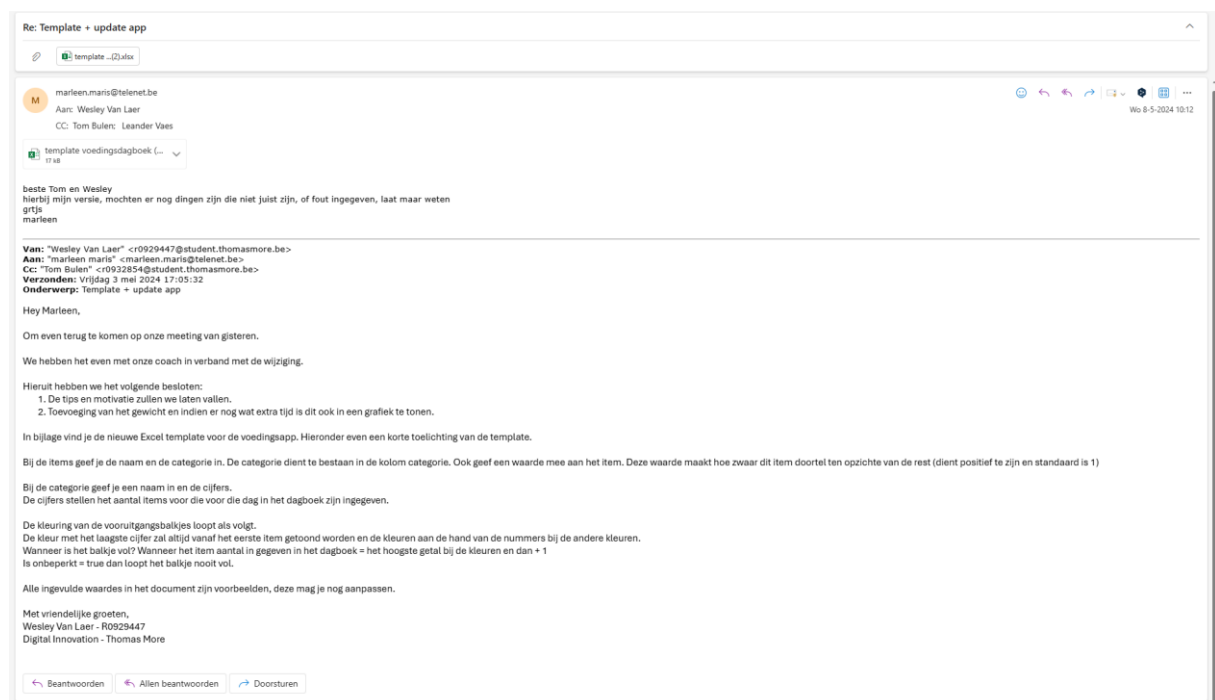 Re: Template + update app
template ...(2).xlsx
M
marleen.maris@telenet.be
Aan: Wesley Van Laer
CC: Tom Bulen; Leander Vaes
Wo 8-5-2024 10:12
template voedingsdagboek (...
17 kB
beste Tom en Wesley
hierbij mijn versie, mochten er nog dingen zijn die niet juist zijn, of fout ingegeven, laat maar weten
grtjs
marleen
Van: "Wesley Van Laer" <r0929447@student.thomasmore.be>
Aan: "marleen maris" <marleen.maris@telenet.be>
Cc: "Tom Bulen" <r0932854@student.thomasmore.be>
Verzonden: Vrijdag 3 mei 2024 17:05:32
Onderwerp: Template + update app
Hey Marleen,
Om even terug te komen op onze meeting van gisteren.
We hebben het even met onze coach in verband met de wijziging.
Hieruit hebben we het volgende besloten:
1. De tips en motivatie zullen we laten vallen.
2. Toevoeging van het gewicht en indien er nog wat extra tijd is dit ook in een grafiek te tonen.
In bijlage vind je de nieuwe Excel template voor de voedingsapp. Hieronder even een korte toelichting van de template.
Bij de items geef je de naam en de categorie in. De categorie dient te bestaan in de kolom categorie. Ook geef een waarde mee aan het item. Deze waarde maakt hoe zwaar dit item doortel ten opzichte van de rest (dient positief te zijn en standaard is 1)
Bij de categorie geef je een naam in en de cijfers.
De cijfers stellen het aantal items voor die voor die dag in het dagboek zijn ingegeven.
De kleuring van de vooruitgangsbalkjes loopt als volgt.
De kleur met het laagste cijfer zal altijd vanaf het eerste item getoond worden en de kleuren aan de hand van de nummers bij de andere kleuren.
Wanneer is het balkje vol? Wanneer het item aantal in gegeven in het dagboek = het hoogste getal bij de kleuren en dan + 1
Is onbeperkt = true dan loopt het balkje nooit vol.
Alle ingevulde waardes in het document zijn voorbeelden, deze mag je nog aanpassen.
Met vriendelijke groeten,
Wesley Van Laer - R0929447
Digital Innovation - Thomas More
Beantwoorden
Allen beantwoorden
Doorsturen